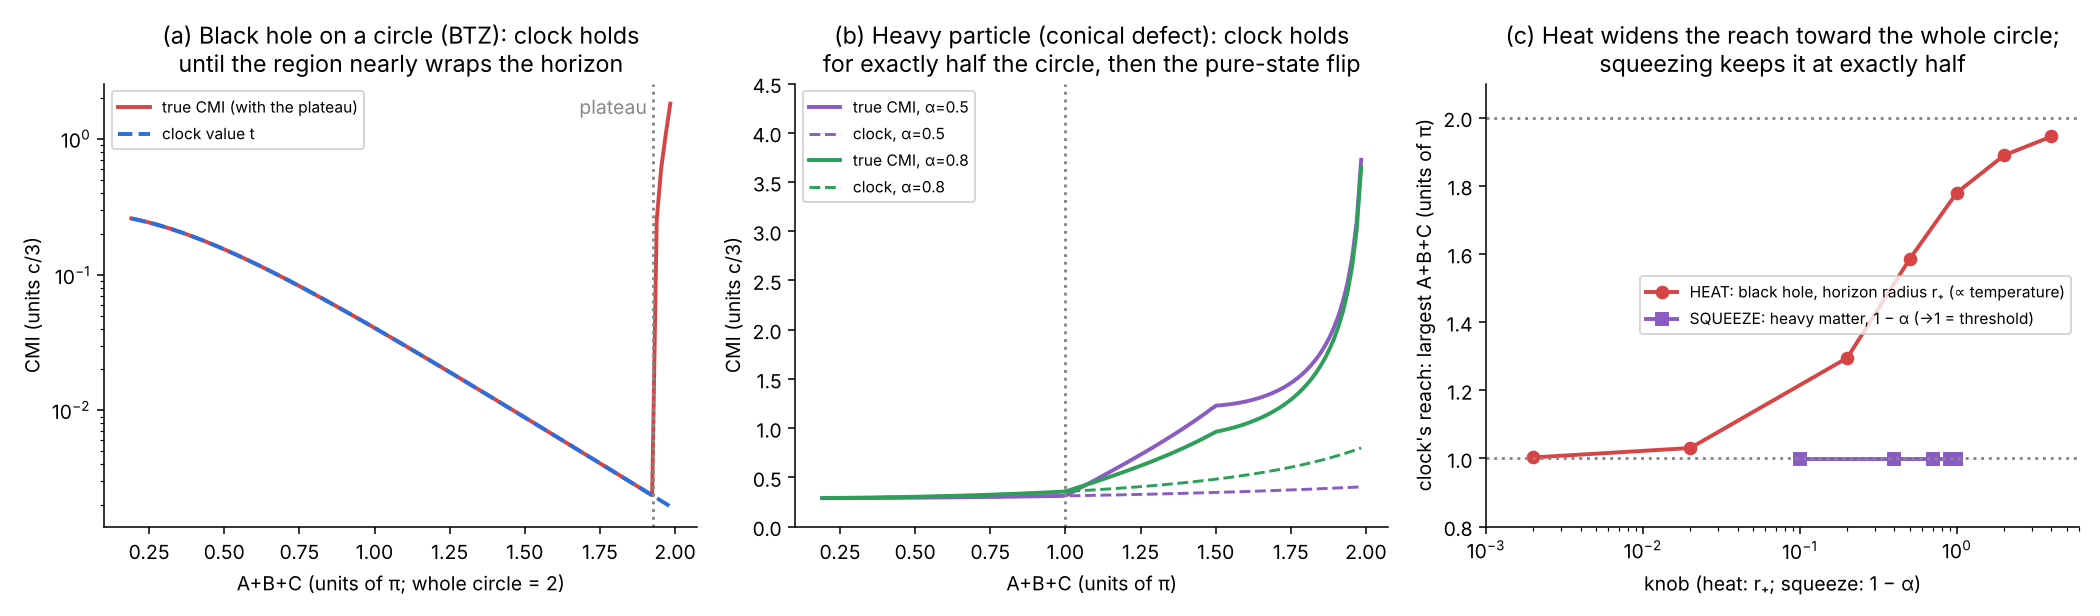 (a) Black hole on a circle (BTZ): clock holds
until the region nearly wraps the horizon
true CMI (with the plateau)
clock value t
plateau
10⁰
10⁻¹
10⁻²
CMI (units c/3)
0.25 0.50 0.75 1.00 1.25 1.50 1.75 2.00
A+B+C (units of π; whole circle = 2)
(b) Heavy particle (conical defect): clock holds
for exactly half the circle, then the pure-state flip
true CMI, α=0.5
clock, α=0.5
true CMI, α=0.8
clock, α=0.8
4.5
4.0
3.5
3.0
2.5
2.0
1.5
1.0
0.5
0.0
CMI (units c/3)
0.25 0.50 0.75 1.00 1.25 1.50 1.75 2.00
A+B+C (units of π)
(c) Heat widens the reach toward the whole circle;
squeezing keeps it at exactly half
HEAT: black hole, horizon radius r₊ (∝ temperature)
SQUEEZE: heavy matter, 1 − α (→1 = threshold)
2.0
1.8
1.6
1.4
1.2
1.0
0.8
clock's reach: largest A+B+C (units of π)
10⁻³ 10⁻² 10⁻¹ 10⁰
knob (heat: r₊; squeeze: 1 − α)